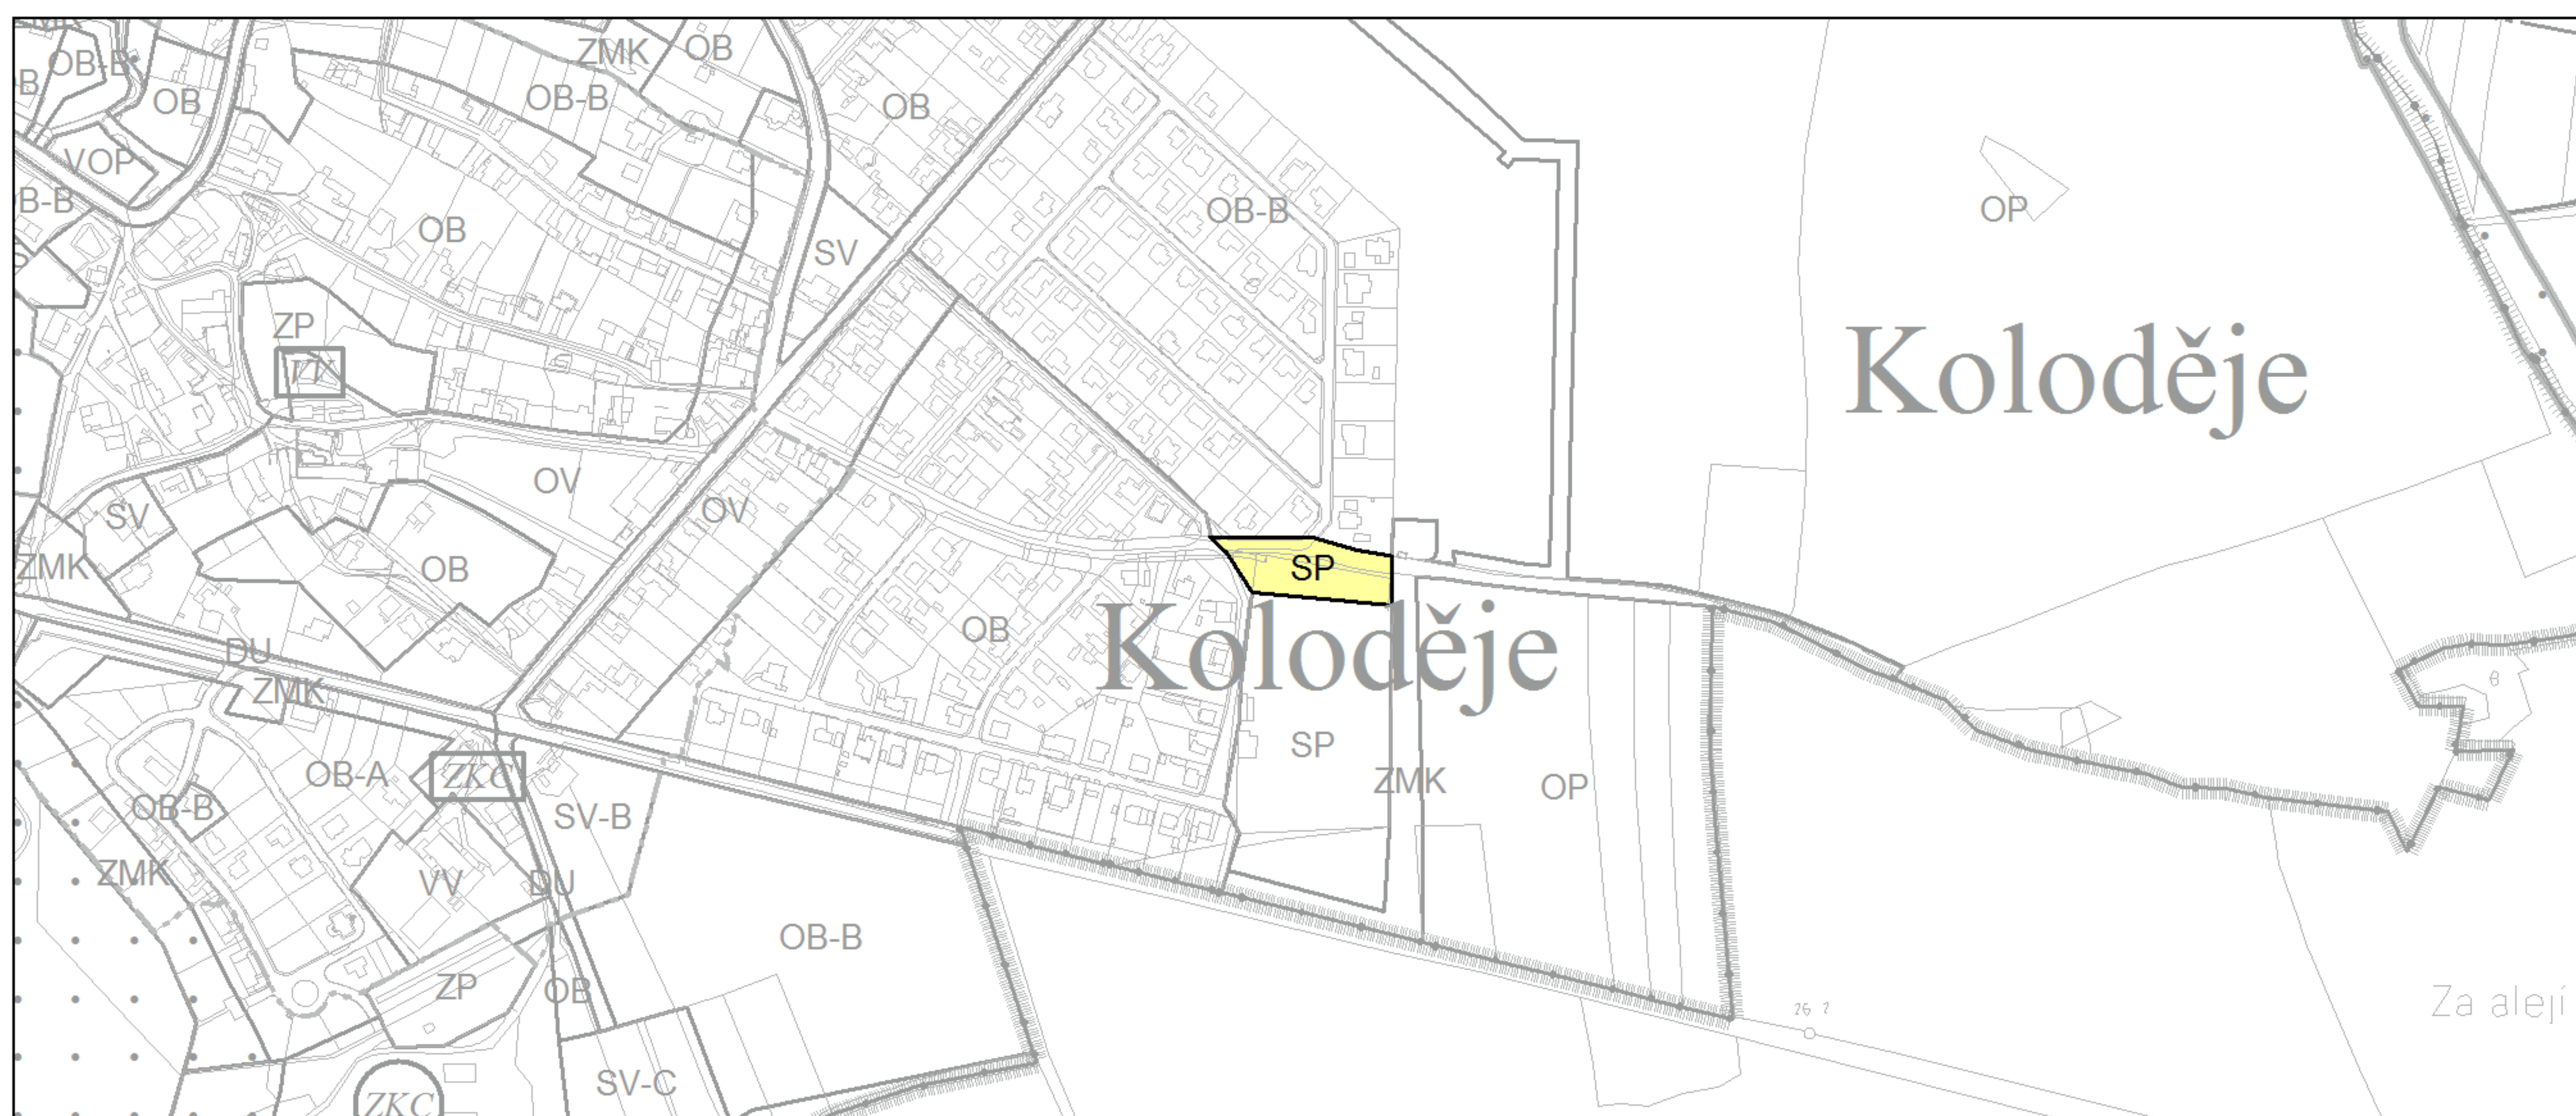 ZMK
OB
OB-B
B
OB
OB-B
OB
VOP
B-B
OB-B
OP
OB
SV
S
ZP
VX
Koloděje
OV
OV
SV
ZMK
OB
SP
OB
Koloděje
DU
ZMK
SP
OB-A
ZKC
ZMK
OP
OB-B
SV-B
ZMK
VV
DU
OB-B
ZP
OB
Za alejí
SV-C
ZKC